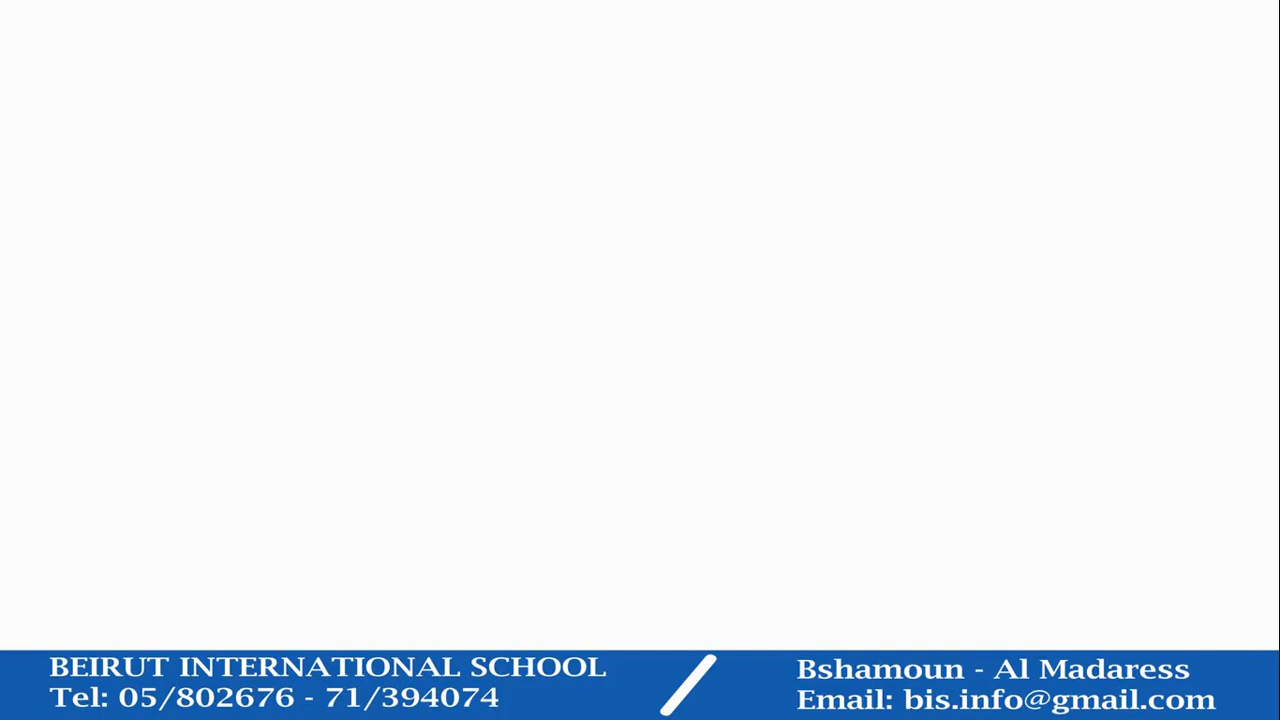 BEIRUT INTERNATIONAL SCHOOL
Tel: 05/802676 - 71/394074
Bshamoun - Al Madaress
Email: bis.info@gmail.com